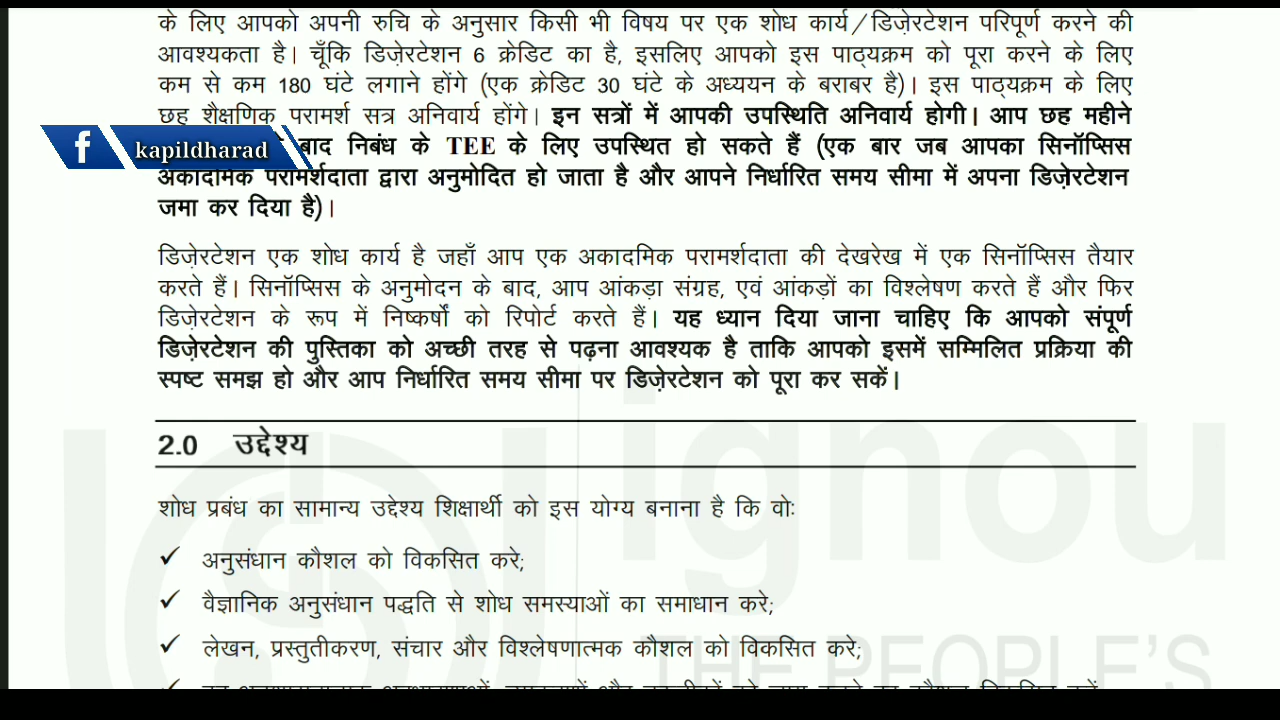 के लिए आपको अपनी रुचि के अनुसार किसी भी विषय पर एक शोध कार्य/डिज़ेरटेशन परिपूर्ण करने की
आवश्यकता है। चूँकि डिज़ेरटेशन 6 क्रेडिट का है, इसलिए आपको इस पाठ्यक्रम को पूरा करने के लिए
कम से कम 180 घंटे लगाने होंगे (एक क्रेडिट 30 घंटे के अध्ययन के बराबर है)। इस पाठ्यक्रम के लिए
छह शैक्षणिक परामर्श सत्र अनिवार्य होंगे। इन सत्रों में आपकी उपस्थिति अनिवार्य होगी। आप छह महीने
बाद निबंध के TEE के लिए उपस्थित हो सकते हैं (एक बार जब आपका सिनॉप्सिस
kapildharad
अकादमिक परामर्शदाता द्वारा अनुमोदित हो जाता है और आपने निर्धारित समय सीमा में अपना डिज़ेरटेशन
जमा कर दिया है)।
डिज़ेरटेशन एक शोध कार्य है जहाँ आप एक अकादमिक परामर्शदाता की देखरेख में एक सिनॉप्सिस तैयार
करते हैं। सिनॉप्सिस के अनुमोदन के बाद, आप आंकड़ा संग्रह, एवं आंकड़ों का विश्लेषण करते हैं और फिर
डिज़ेरटेशन के रूप में निष्कर्षों को रिपोर्ट करते हैं। यह ध्यान दिया जाना चाहिए कि आपको संपूर्ण
डिज़ेरटेशन की पुस्तिका को अच्छी तरह से पढ़ना आवश्यक है ताकि आपको इसमें सम्मिलित प्रक्रिया की
स्पष्ट समझ हो और आप निर्धारित समय सीमा पर डिज़ेरटेशन को पूरा कर सकें।
2.0 उद्देश्य
शोध प्रबंध का सामान्य उद्देश्य शिक्षार्थी को इस योग्य बनाना है कि वोः
✓ अनुसंधान कौशल को विकसित करे;
✓ वैज्ञानिक अनुसंधान पद्धति से शोध समस्याओं का समाधान करे;
✓ लेखन, प्रस्तुतीकरण, संचार और विश्लेषणात्मक कौशल को विकसित करे;
ignou
THE PEOPLE'S